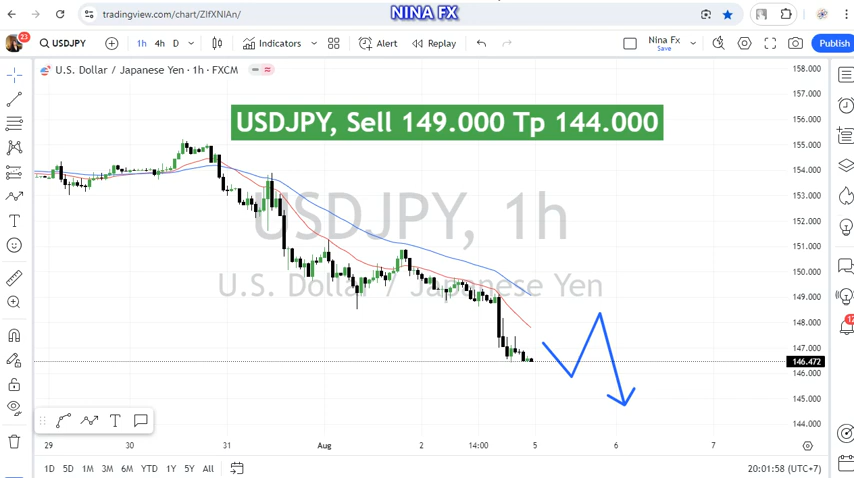 NINA FX
tradingview.com/chart/ZIfXNIAn/
23
USDJPY
1h 4h D
Indicators
Alert
Replay
Nina Fx
Save
Publish
U.S. Dollar / Japanese Yen · 1h · FXCM
USDJPY, Sell 149.000 Tp 144.000
USDJPY, 1h
U.S. Dollar / Japanese Yen
158.000
157.000
156.000
155.000
154.000
153.000
152.000
151.000
150.000
149.000
148.000
147.000
146.472
146.000
145.000
144.000
29 30 31 Aug 2 14:00 5 6 7
1D 5D 1M 3M 6M YTD 1Y 5Y All
20:01:58 (UTC+7)